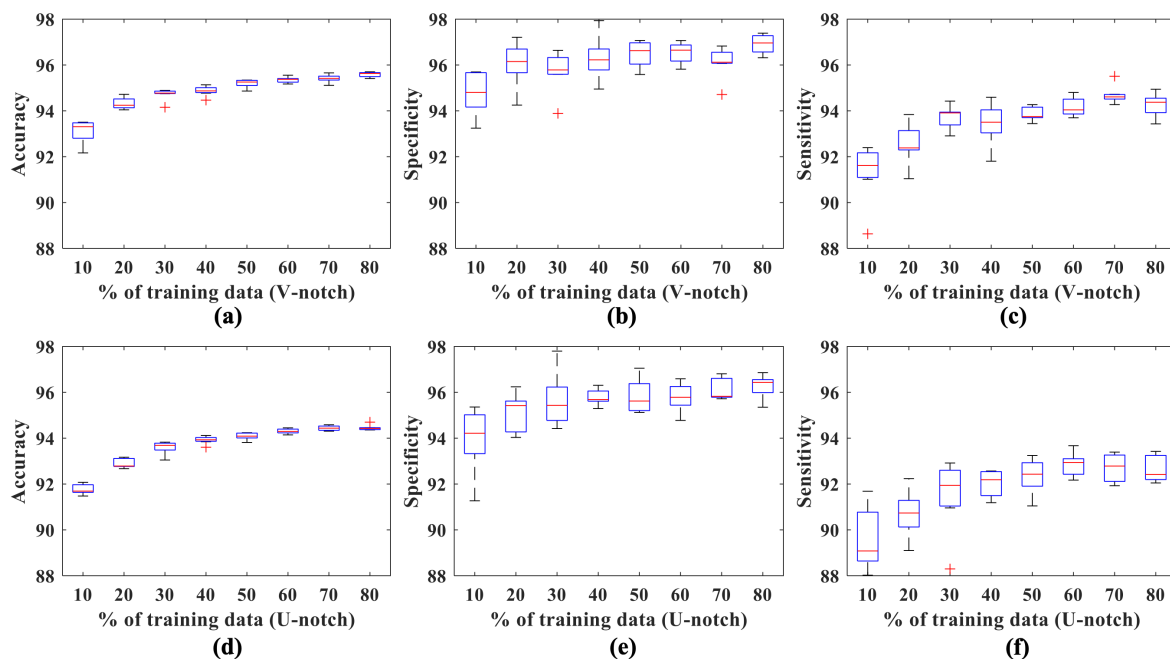 98
96
94
92
90
88
Accuracy
10 20 30 40 50 60 70 80
% of training data (V-notch)
(a)
98
96
94
92
90
88
Specificity
10 20 30 40 50 60 70 80
% of training data (V-notch)
(b)
98
96
94
92
90
88
Sensitivity
10 20 30 40 50 60 70 80
% of training data (V-notch)
(c)
98
96
94
92
90
88
Accuracy
10 20 30 40 50 60 70 80
% of training data (U-notch)
(d)
98
96
94
92
90
88
Specificity
10 20 30 40 50 60 70 80
% of training data (U-notch)
(e)
98
96
94
92
90
88
Sensitivity
10 20 30 40 50 60 70 80
% of training data (U-notch)
(f)